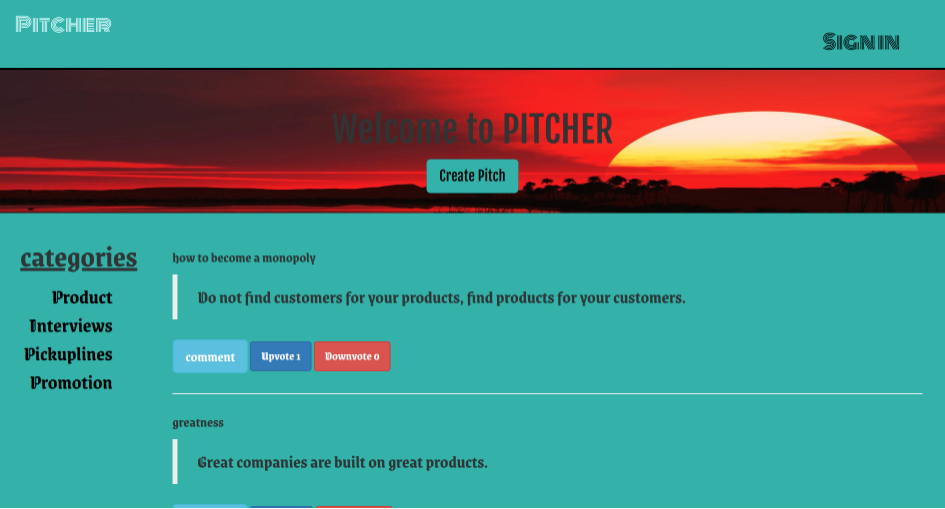 Pitcher
Sign in
Welcome to PITCHER
Create Pitch
categories
Product
Interviews
Pickuplines
Promotion
how to become a monopoly
Do not find customers for your products, find products for your customers.
comment Upvote 1 Downvote 0
greatness
Great companies are built on great products.